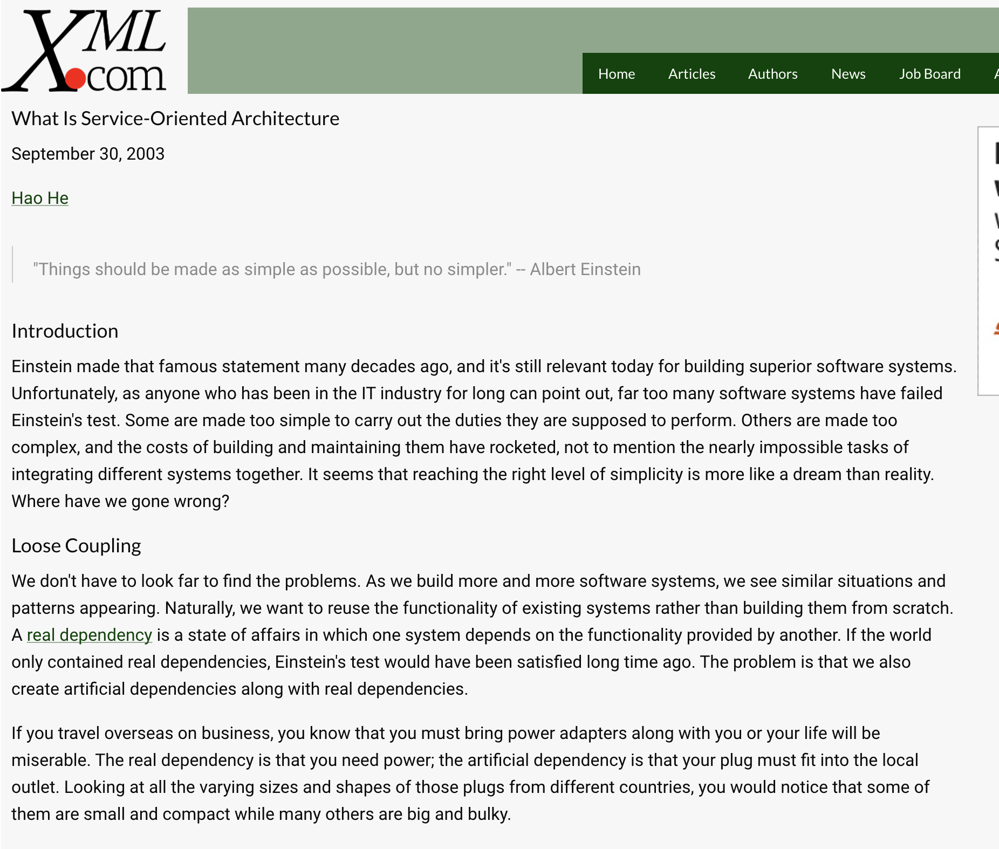 XML.com
Home Articles Authors News Job Board
What Is Service-Oriented Architecture
September 30, 2003
Hao He
"Things should be made as simple as possible, but no simpler." -- Albert Einstein
Introduction
Einstein made that famous statement many decades ago, and it's still relevant today for building superior software systems.
Unfortunately, as anyone who has been in the IT industry for long can point out, far too many software systems have failed
Einstein's test. Some are made too simple to carry out the duties they are supposed to perform. Others are made too
complex, and the costs of building and maintaining them have rocketed, not to mention the nearly impossible tasks of
integrating different systems together. It seems that reaching the right level of simplicity is more like a dream than reality.
Where have we gone wrong?
Loose Coupling
We don't have to look far to find the problems. As we build more and more software systems, we see similar situations and
patterns appearing. Naturally, we want to reuse the functionality of existing systems rather than building them from scratch.
A real dependency is a state of affairs in which one system depends on the functionality provided by another. If the world
only contained real dependencies, Einstein's test would have been satisfied long time ago. The problem is that we also
create artificial dependencies along with real dependencies.
If you travel overseas on business, you know that you must bring power adapters along with you or your life will be
miserable. The real dependency is that you need power; the artificial dependency is that your plug must fit into the local
outlet. Looking at all the varying sizes and shapes of those plugs from different countries, you would notice that some of
them are small and compact while many others are big and bulky.